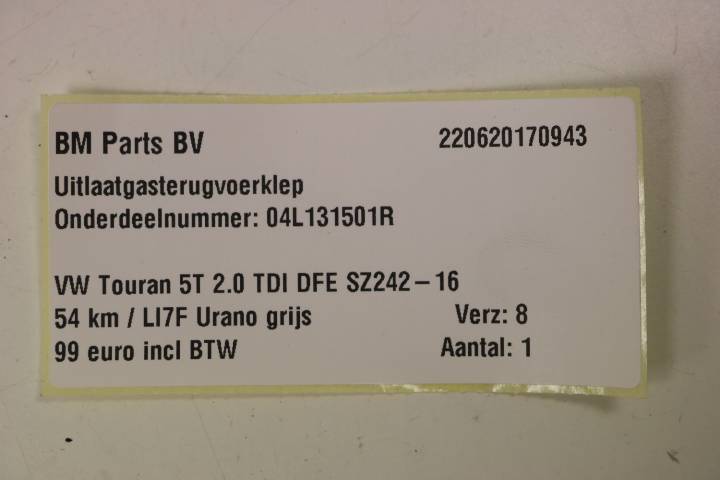 BM Parts BV 220620170943
Uitlaatgasterugvoerklep
Onderdeelnummer: 04L131501R
VW Touran 5T 2.0 TDI DFE SZ242-16
54 km / LI7F Urano grijs Verz: 8
99 euro incl BTW Aantal: 1